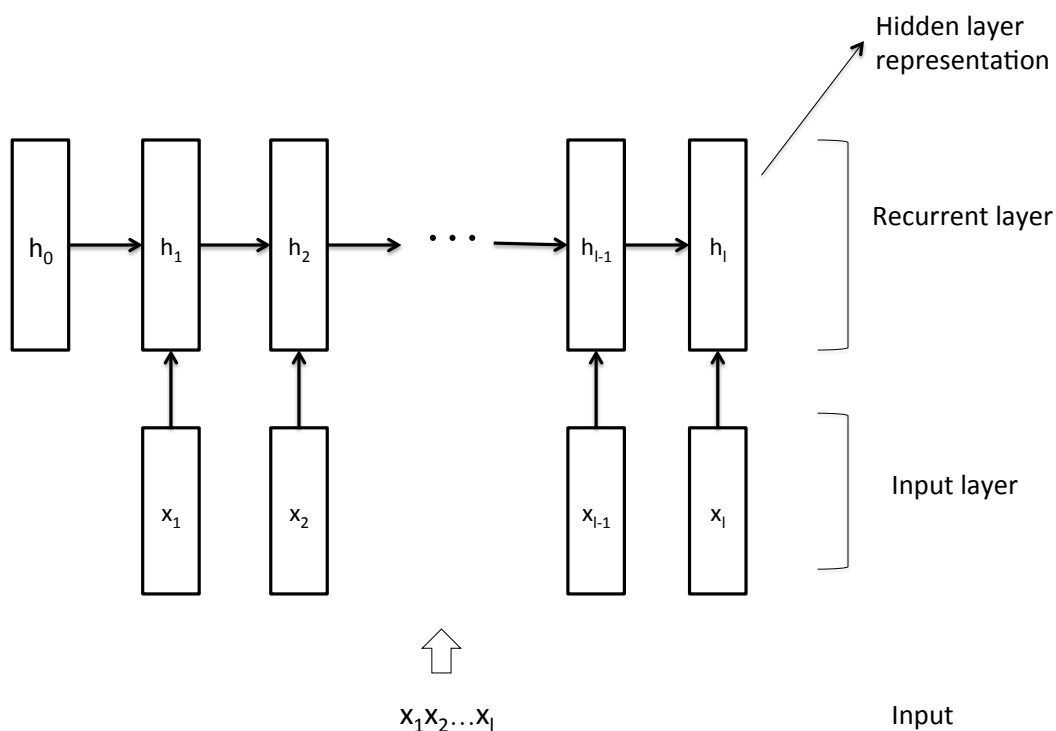 Hidden layer
representation
h₀ h₁ h₂ ... hₗ₋₁ hₗ
Recurrent layer
x₁ x₂ xₗ₋₁ xₗ
Input layer
x₁x₂...xₗ
Input